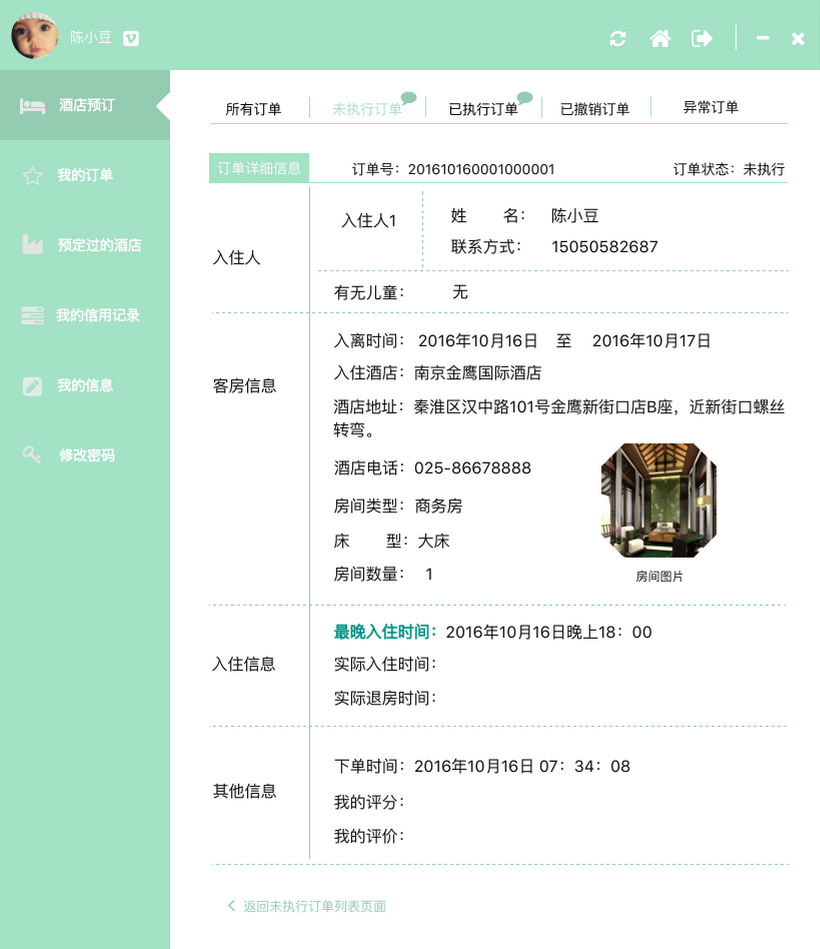 陈小豆
酒店预订
我的订单
预定过的酒店
我的信用记录
我的信息
修改密码
所有订单 未执行订单 已执行订单 已撤销订单 异常订单
订单详细信息 订单号：201610160001000001 订单状态：未执行
入住人
入住人1
姓 名： 陈小豆
联系方式： 15050582687
有无儿童： 无
客房信息
入离时间： 2016年10月16日 至 2016年10月17日
入住酒店：南京金鹰国际酒店
酒店地址：秦淮区汉中路101号金鹰新街口店B座，近新街口螺丝
转弯。
酒店电话：025-86678888
房间类型：商务房
床 型：大床
房间数量： 1
房间图片
入住信息
最晚入住时间：2016年10月16日晚上18：00
实际入住时间：
实际退房时间：
其他信息
下单时间：2016年10月16日 07：34：08
我的评分：
我的评价：
返回未执行订单列表页面